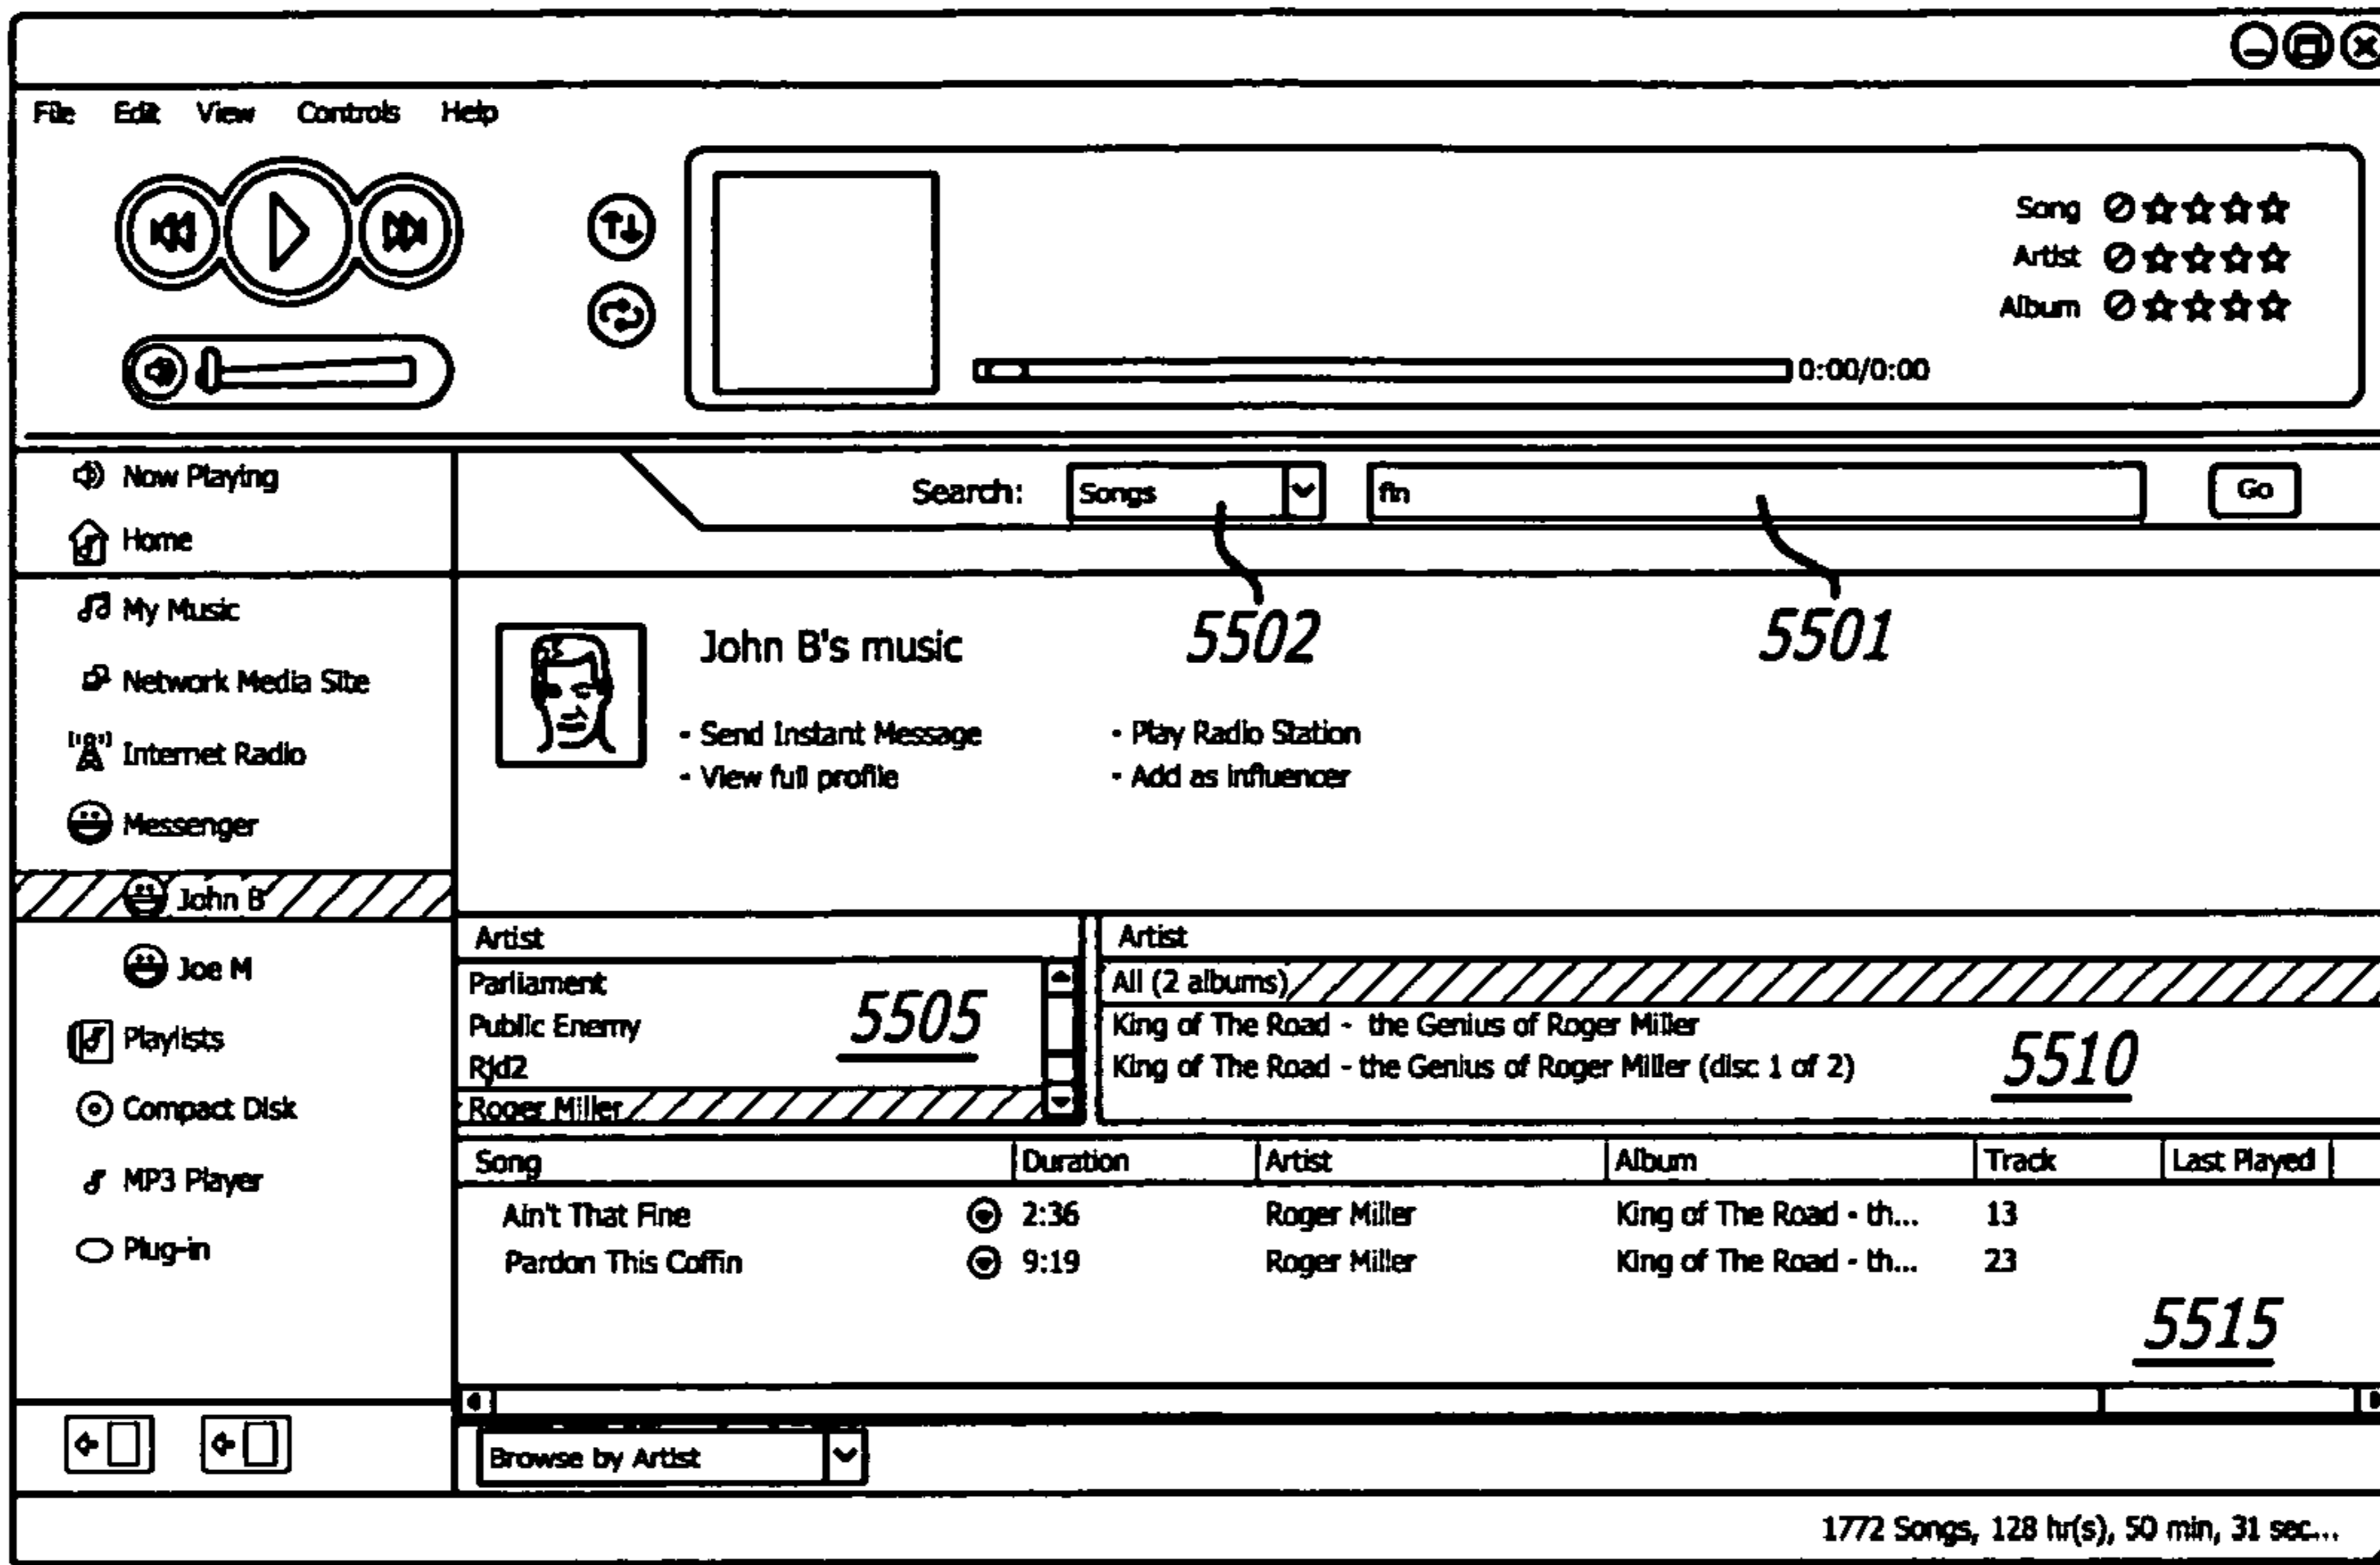 File Edit View Controls Help
Song
Artist
Album
0:00/0:00
Now Playing
Home
My Music
Network Media Site
Internet Radio
Messenger
John B
Joe M
Playlists
Compact Disk
MP3 Player
Plug-in
Search: Songs fin Go
5502 5501
John B's music
- Send Instant Message - Play Radio Station
- View full profile - Add as influencer
Artist
Parliament
Public Enemy
Rjd2
Roger Miller
5505
Artist
All (2 albums)
King of The Road - the Genius of Roger Miller
King of The Road - the Genius of Roger Miller (disc 1 of 2)
5510
Song Duration Artist Album Track Last Played
Ain't That Fine 2:36 Roger Miller King of The Road - th... 13
Pardon This Coffin 9:19 Roger Miller King of The Road - th... 23
5515
Browse by Artist
1772 Songs, 128 hr(s), 50 min, 31 sec...